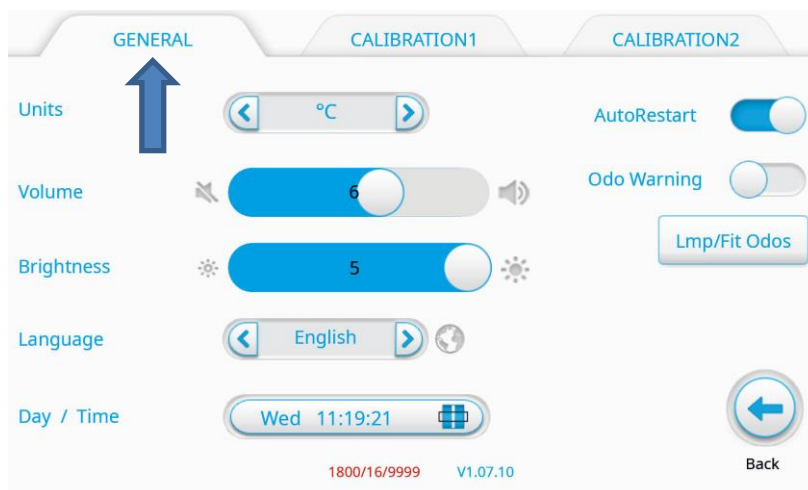 GENERAL CALIBRATION1 CALIBRATION2
Units °C AutoRestart
Volume 6 Odo Warning
Lmp/Fit Odos
Brightness 5
Language English
Day / Time Wed 11:19:21
1800/16/9999 V1.07.10
Back